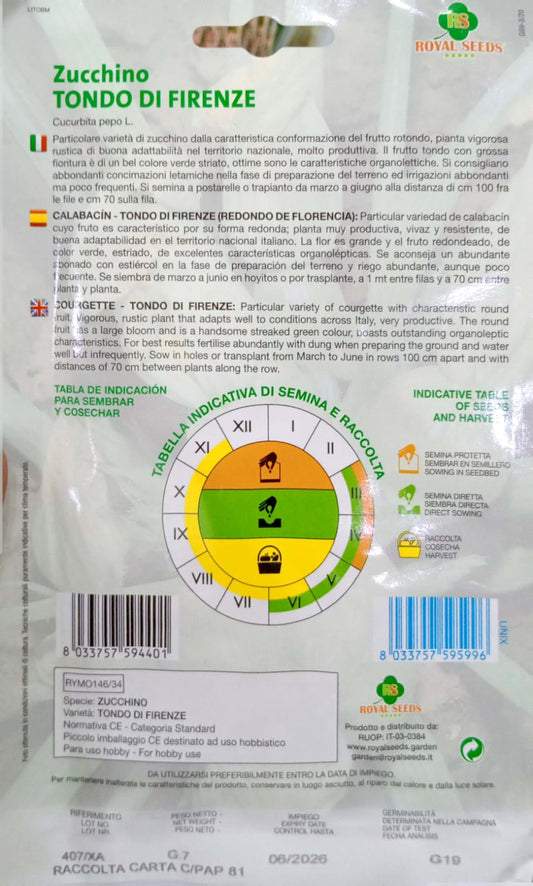 LITOBM
G89-5/20
RS
ROYAL SEEDS
Zucchino
TONDO DI FIRENZE
Cucurbita pepo L.
Particolare varietà di zucchino dalla caratteristica conformazione del frutto rotondo, pianta vigorosa
rustica di buona adattabilità nel territorio nazionale, molto produttiva. Il frutto tondo con grossa
fioritura è di un bel colore verde striato, ottime sono le caratteristiche organolettiche. Si consigliano
abbondanti concimazioni letamiche nella fase di preparazione del terreno ed irrigazioni abbondanti
ma poco frequenti. Si semina a postarelle o trapianto da marzo a giugno alla distanza di cm 100 fra
le file e cm 70 sulla fila.
CALABACÍN - TONDO DI FIRENZE (REDONDO DE FLORENCIA): Particular variedad de calabacín
cuyo fruto es característico por su forma redonda; planta muy productiva, vivaz y resistente, de
buena adaptabilidad en el territorio nacional italiano. La flor es grande y el fruto redondeado, de
color verde, estriado, de excelentes características organolépticas. Se aconseja un abundante
abonado con estiércol en la fase de preparación del terreno y riego abundante, aunque poco
frecuente. Se siembra de marzo a junio en hoyitos o por trasplante, a 1 mt entre filas y a 70 cm entre
planta y planta.
COURGETTE - TONDO DI FIRENZE: Particular variety of courgette with characteristic round
fruit. Vigorous, rustic plant that adapts well to conditions across Italy, very productive. The round
fruit has a large bloom and is a handsome streaked green colour, boasts outstanding organoleptic
characteristics. For best results fertilise abundantly with dung when preparing the ground and water
well but infrequently. Sow in holes or transplant from March to June in rows 100 cm apart and with
distances of 70 cm between plants along the row.
TABLA DE INDICACIÓN
PARA SEMBRAR
Y COSECHAR
TABELLA INDICATIVA DI SEMINA E RACCOLTA
INDICATIVE TABLE
OF SEEDS
AND HARVEST
XII I
XI II
X III
IX IV
VIII V
VII VI
SEMINA PROTETTA
SEMBRAR EN SEMILLERO
SOWING IN SEEDBED
SEMINA DIRETTA
SIEMBRA DIRECTA
DIRECT SOWING
RACCOLTA
COSECHA
HARVEST
8 033757 594401
8 033757 595996
UNIX
RYMO146/34
Specie: ZUCCHINO
Varietà: TONDO DI FIRENZE
Normativa CE - Categoria Standard
Piccolo imballaggio CE destinato ad uso hobbistico
Para uso hobby - For hobby use
RS
ROYAL SEEDS
Prodotto e distribuito da:
RUOP: IT-03-0384
www.royalseeds.garden
garden@royalseeds.it
DA UTILIZZARSI PREFERIBILMENTE ENTRO LA DATA DI IMPIEGO.
Per mantenere inalterate le caratteristiche del prodotto, conservare in luogo asciutto, al riparo dal calore e dalla luce solare.
RIFERIMENTO
LOT NO.
LOT NR.
PESO NETTO -
NET WEIGHT -
PESO NETO -
IMPIEGO
EXPIRY DATE
CONTROL HASTA
GERMINABILITÀ
DETERMINATA NELLA CAMPAGNA
DATE OF TEST
FECHA ANÁLISIS
407/XA G.7 06/2026 G19
RACCOLTA CARTA C/PAP 81